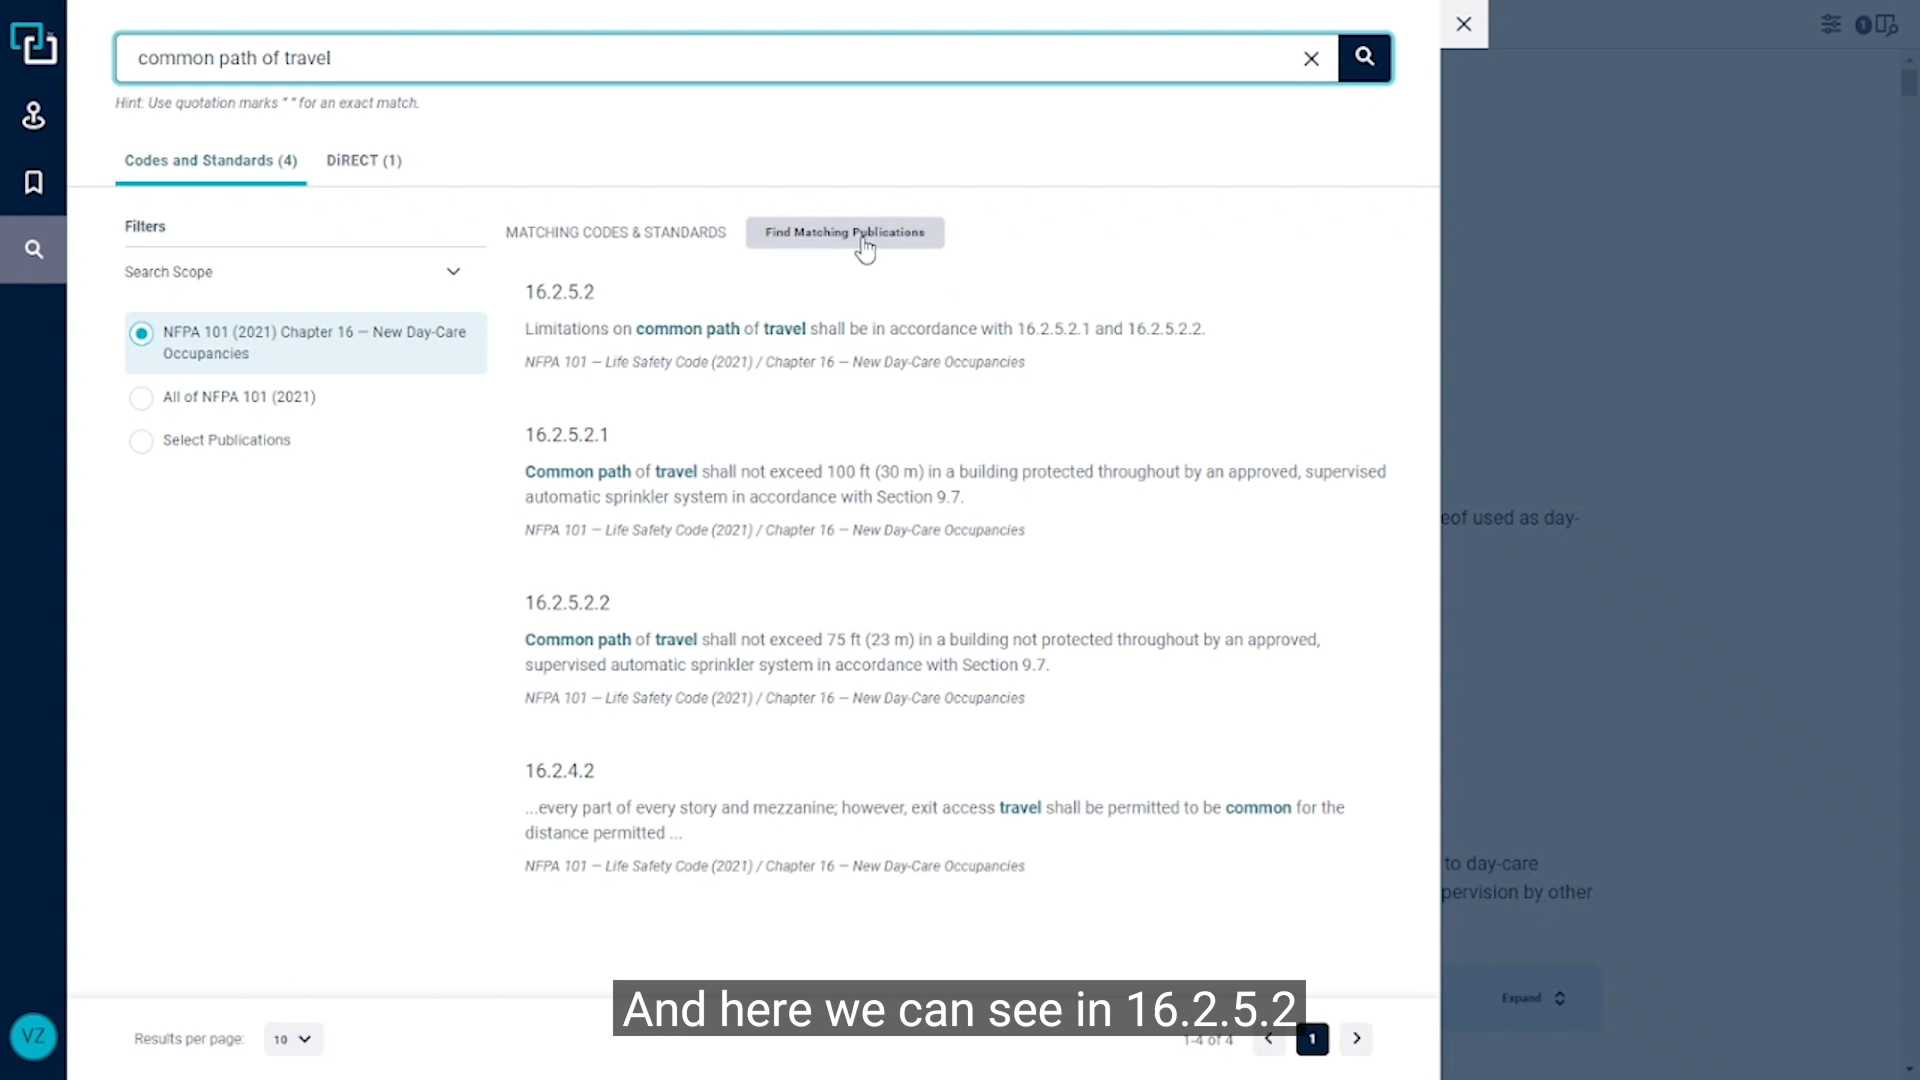 common path of travel
Hint: Use quotation marks " " for an exact match.
Codes and Standards (4)
DiRECT (1)
Filters
Search Scope
NFPA 101 (2021) Chapter 16 — New Day-Care
Occupancies
All of NFPA 101 (2021)
Select Publications
MATCHING CODES & STANDARDS
Find Matching Publications
16.2.5.2
Limitations on common path of travel shall be in accordance with 16.2.5.2.1 and 16.2.5.2.2.
NFPA 101 — Life Safety Code (2021) / Chapter 16 — New Day-Care Occupancies
16.2.5.2.1
Common path of travel shall not exceed 100 ft (30 m) in a building protected throughout by an approved, supervised
automatic sprinkler system in accordance with Section 9.7.
NFPA 101 — Life Safety Code (2021) / Chapter 16 — New Day-Care Occupancies
16.2.5.2.2
Common path of travel shall not exceed 75 ft (23 m) in a building not protected throughout by an approved,
supervised automatic sprinkler system in accordance with Section 9.7.
NFPA 101 — Life Safety Code (2021) / Chapter 16 — New Day-Care Occupancies
16.2.4.2
...every part of every story and mezzanine; however, exit access travel shall be permitted to be common for the
distance permitted ...
NFPA 101 — Life Safety Code (2021) / Chapter 16 — New Day-Care Occupancies
Results per page:
10
1-4 of 4
1
And here we can see in 16.2.5.2
VZ
1
eof used as day-
to day-care
pervision by other
Expand